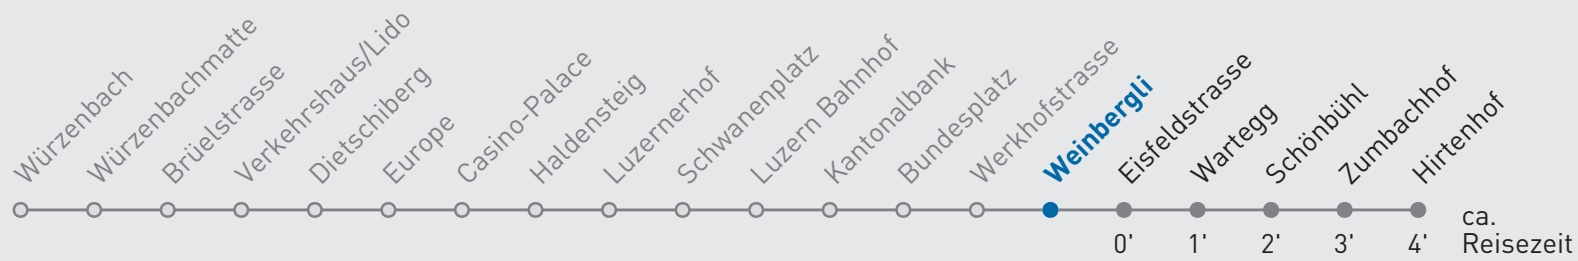 Würzenbach
Würzenbachmatte
Brüelstrasse
Verkehrshaus/Lido
Dietschiberg
Europe
Casino-Palace
Haldensteig
Luzernerhof
Schwanenplatz
Luzern Bahnhof
Kantonalbank
Bundesplatz
Werkhofstrasse
Weinbergli
Eisfeldstrasse
Wartegg
Schönbühl
Zumbachhof
Hirtenhof
0' 1' 2' 3' 4'
ca.
Reisezeit